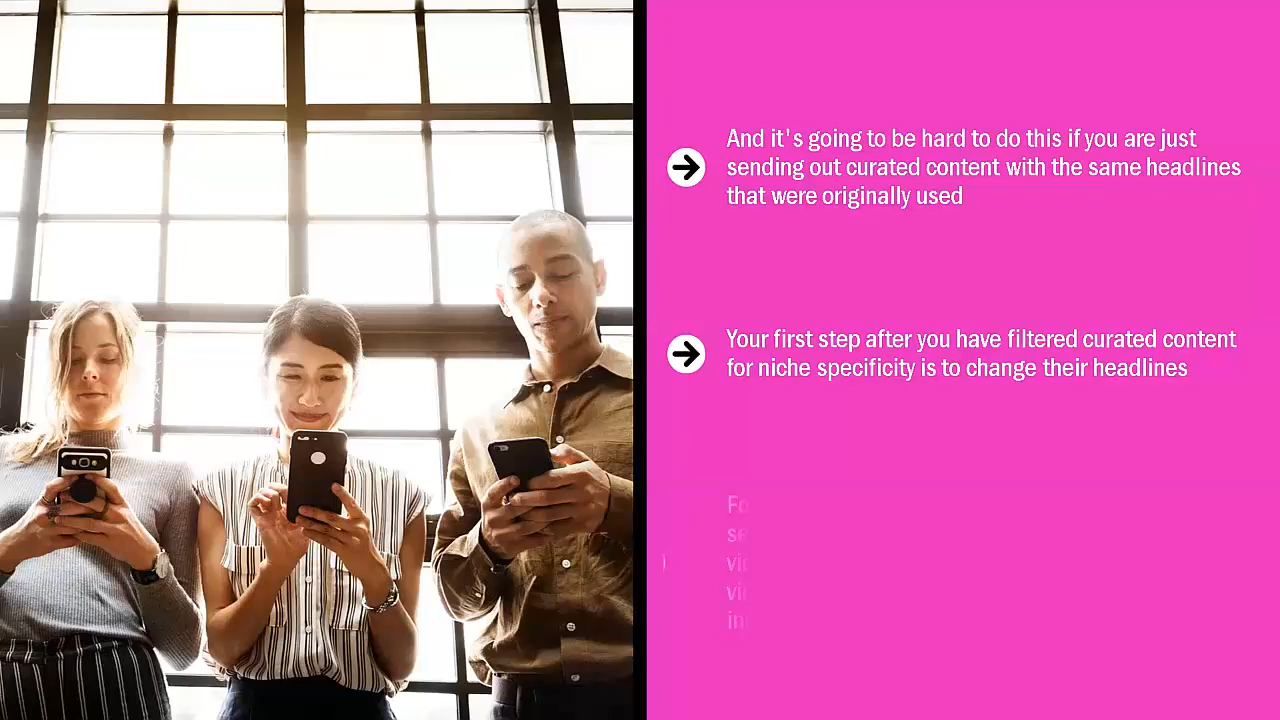 And it's going to be hard to do this if you are just
sending out curated content with the same headlines
that were originally used
Your first step after you have filtered curated content
for niche specificity is to change their headlines